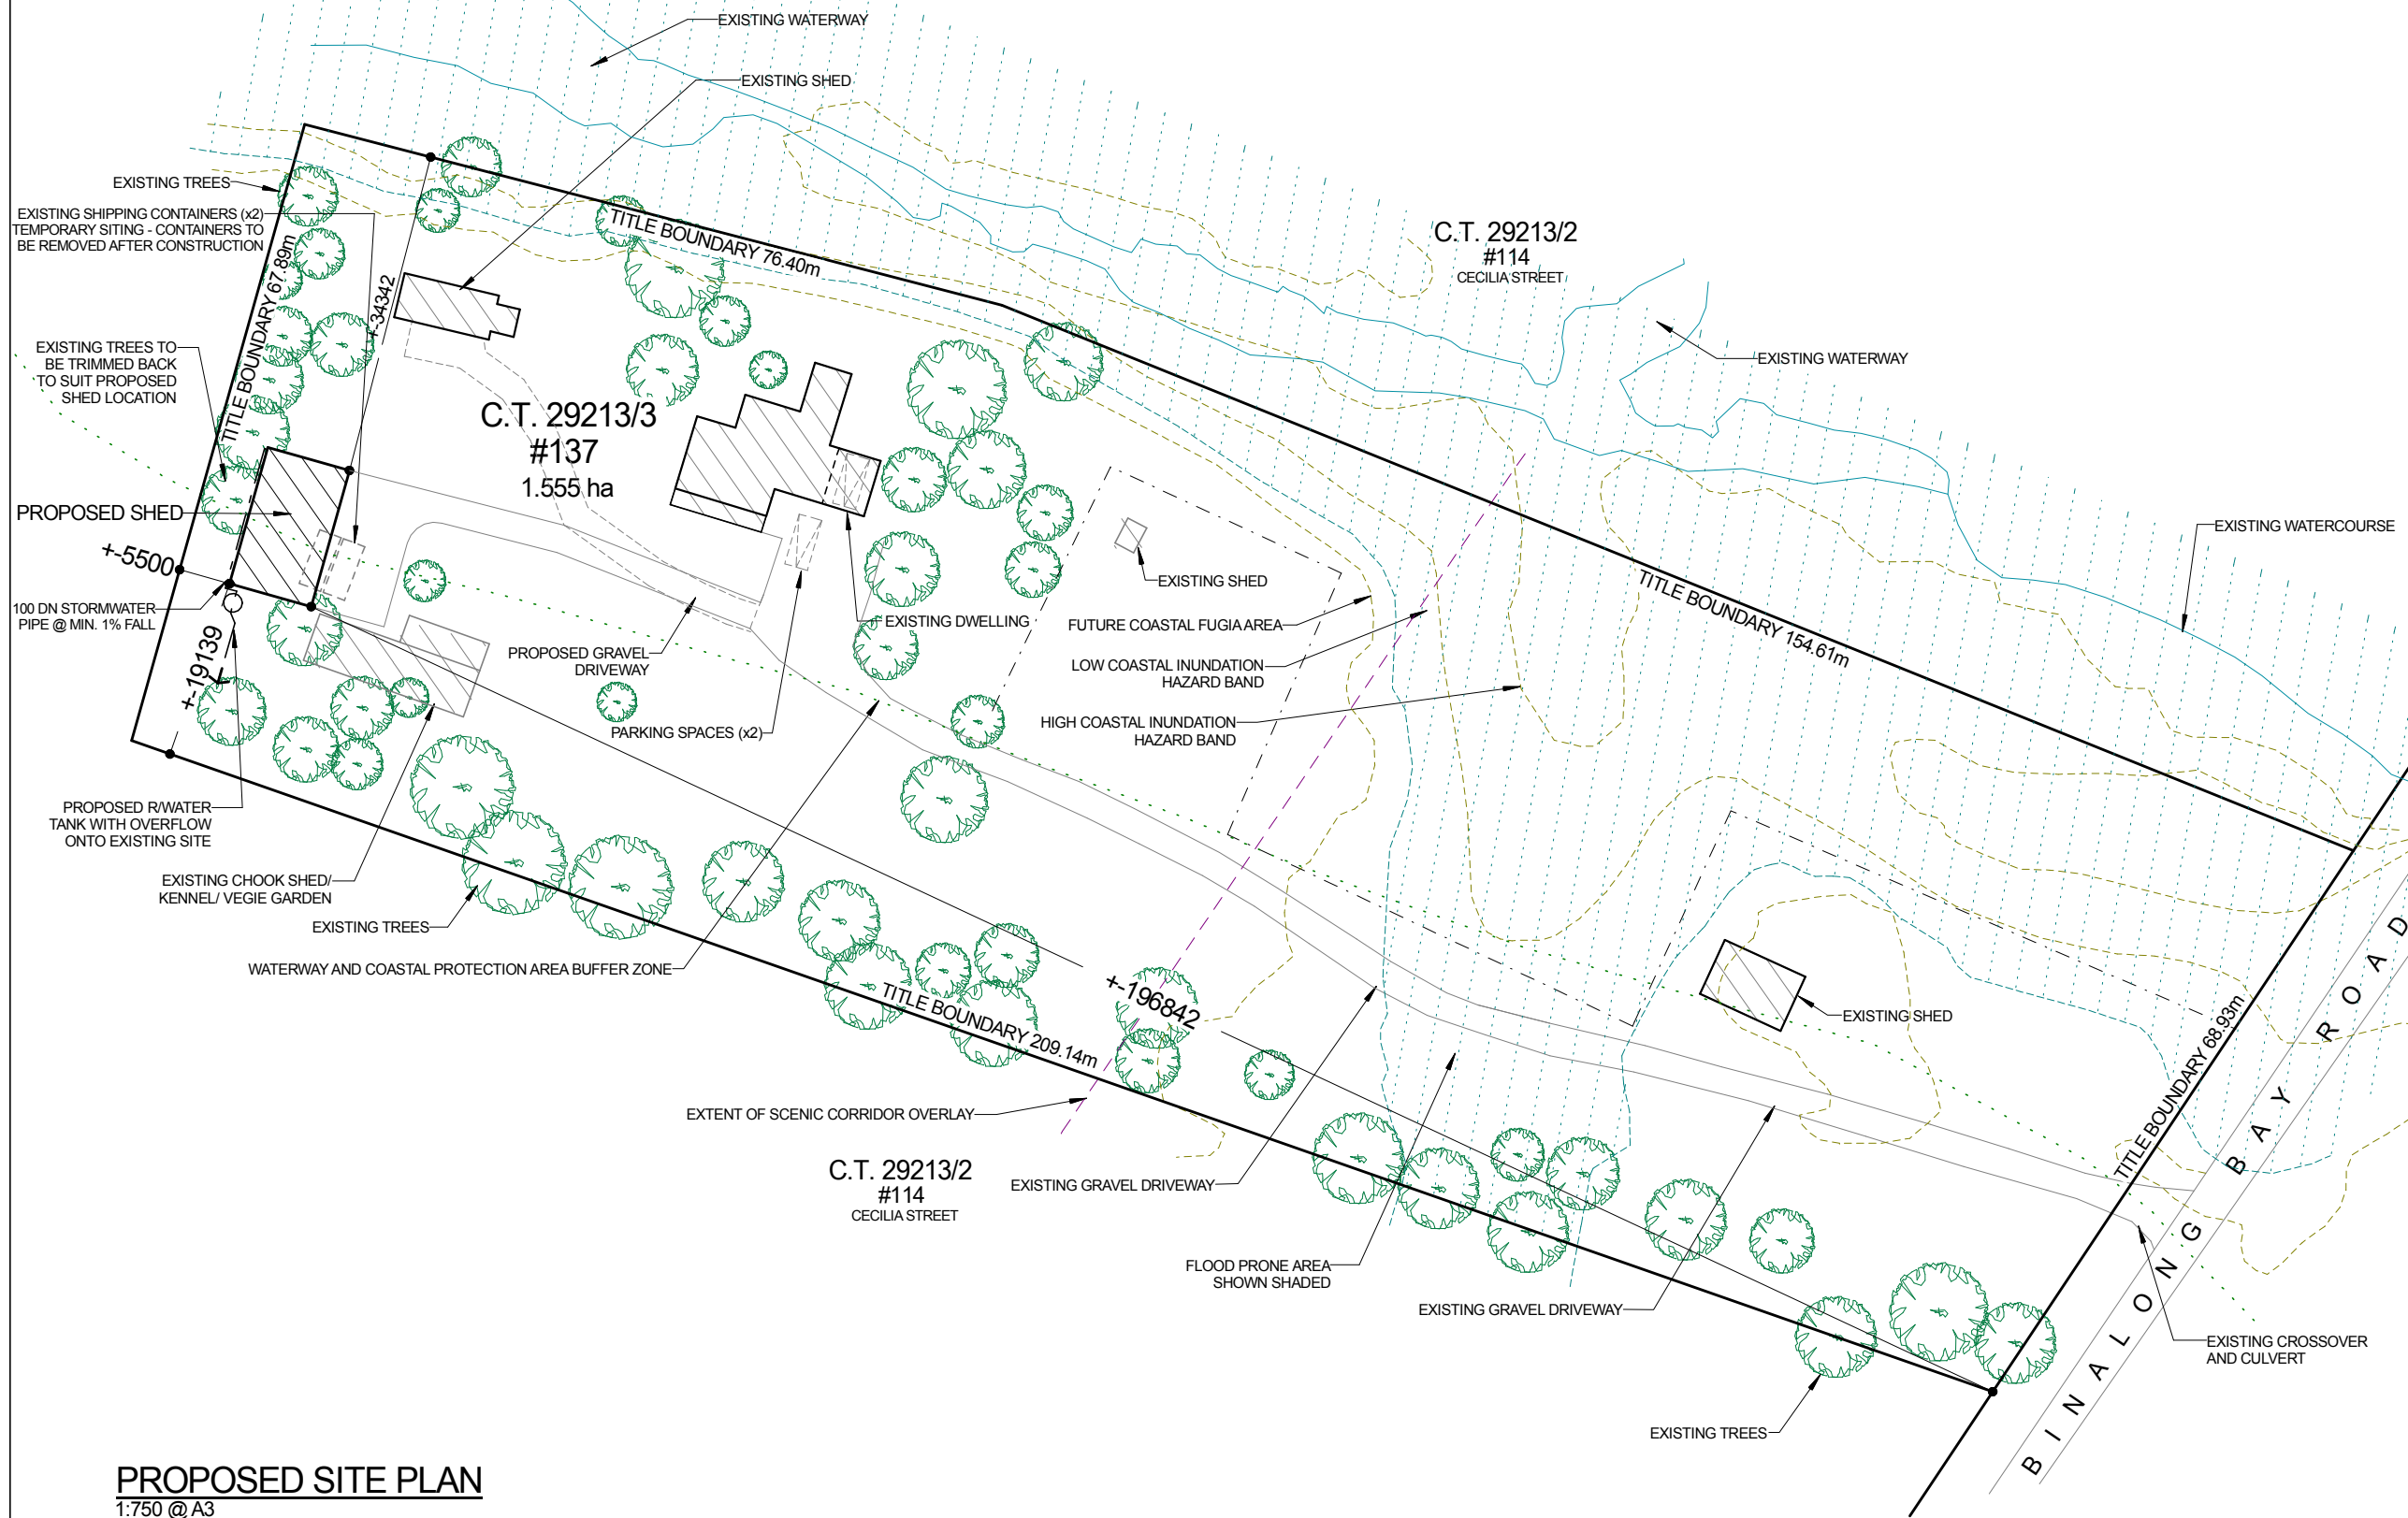 EXISTING WATERWAY
EXISTING SHED
EXISTING TREES
EXISTING SHIPPING CONTAINERS (x2)
TEMPORARY SITING - CONTAINERS TO
BE REMOVED AFTER CONSTRUCTION
TITLE BOUNDARY 67.89m
+-34342
TITLE BOUNDARY 76.40m
C.T. 29213/2
#114
CECILIA STREET
EXISTING WATERWAY
EXISTING TREES TO
BE TRIMMED BACK
TO SUIT PROPOSED
SHED LOCATION
C.T. 29213/3
#137
1.555 ha
PROPOSED SHED
+-5500
100 DN STORMWATER
PIPE @ MIN. 1% FALL
+-19139
EXISTING WATERCOURSE
EXISTING SHED
TITLE BOUNDARY 154.61m
EXISTING DWELLING
FUTURE COASTAL FUGIA AREA
PROPOSED GRAVEL
DRIVEWAY
LOW COASTAL INUNDATION
HAZARD BAND
PARKING SPACES (x2)
HIGH COASTAL INUNDATION
HAZARD BAND
PROPOSED R/WATER
TANK WITH OVERFLOW
ONTO EXISTING SITE
EXISTING CHOOK SHED/
KENNEL/ VEGIE GARDEN
EXISTING TREES
WATERWAY AND COASTAL PROTECTION AREA BUFFER ZONE
TITLE BOUNDARY 209.14m
+-196842
EXISTING SHED
TITLE BOUNDARY 68.93m
BINALONG BAY ROAD
EXTENT OF SCENIC CORRIDOR OVERLAY
C.T. 29213/2
#114
CECILIA STREET
EXISTING GRAVEL DRIVEWAY
FLOOD PRONE AREA
SHOWN SHADED
EXISTING GRAVEL DRIVEWAY
EXISTING CROSSOVER
AND CULVERT
EXISTING TREES
PROPOSED SITE PLAN
1:750 @ A3